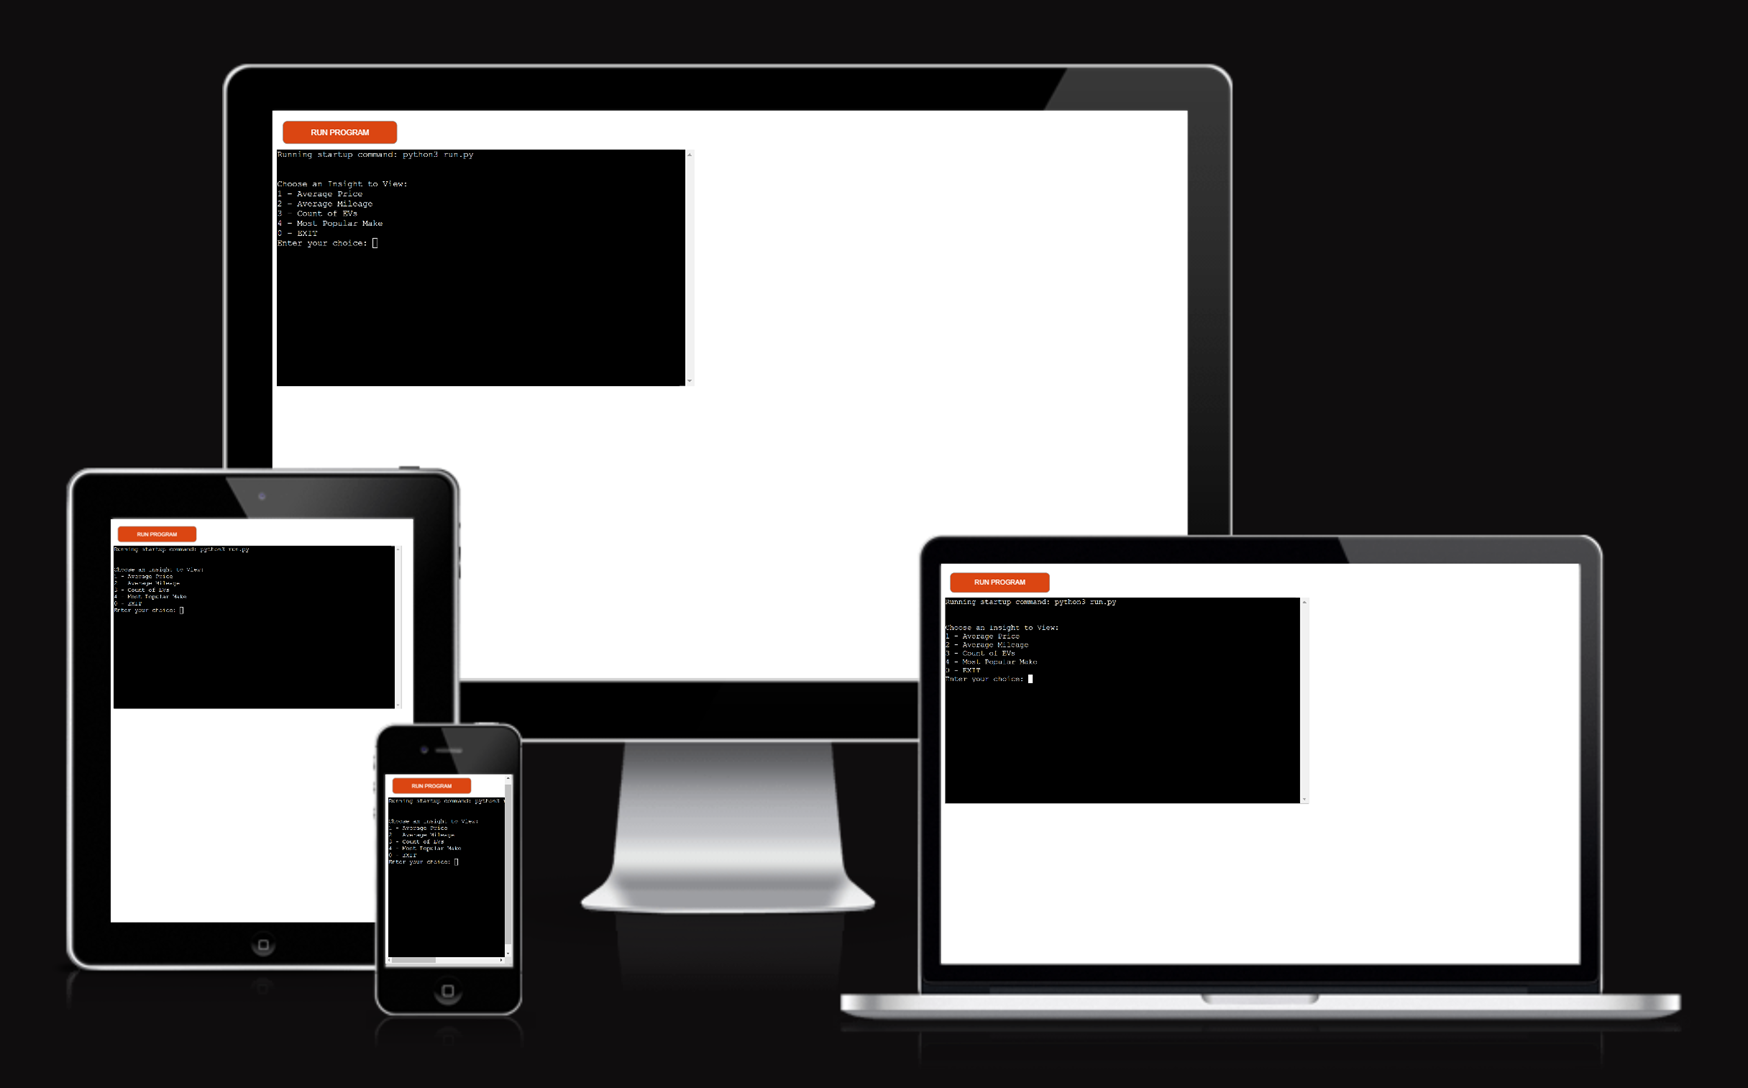 RUN PROGRAM
Running startup command: python3 run.py
Choose an Insight to View:
1 - Average Price
2 - Average Mileage
3 - Count of EVs
4 - Most Popular Make
0 - EXIT
Enter your choice:
RUN PROGRAM
Running startup command: python3 run.py
Choose an Insight to View:
1 - Average Price
2 - Average Mileage
3 - Count of EVs
4 - Most Popular Make
0 - EXIT
Enter your choice:
RUN PROGRAM
Running startup command: python3
Choose an Insight to View:
1 - Average Price
2 - Average Mileage
3 - Count of EVs
4 - Most Popular Make
0 - EXIT
Enter your choice:
RUN PROGRAM
Running startup command: python3 run.py
Choose an Insight to View:
1 - Average Price
2 - Average Mileage
3 - Count of EVs
4 - Most Popular Make
0 - EXIT
Enter your choice: